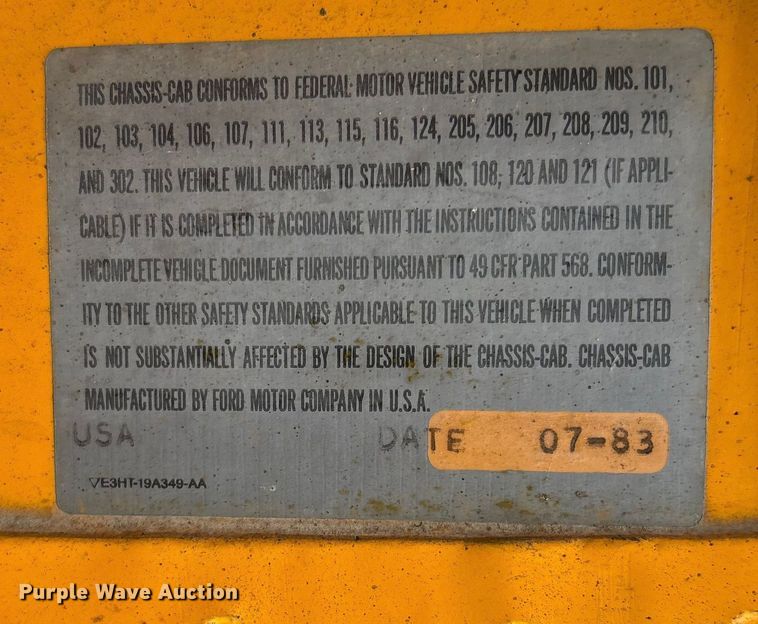 THIS CHASSIS-CAB CONFORMS TO FEDERAL MOTOR VEHICLE SAFETY STANDARD NOS. 101,
102, 103, 104, 106, 107, 111, 113, 115, 116, 124, 205, 206, 207, 208, 209, 210,
AND 302. THIS VEHICLE WILL CONFORM TO STANDARD NOS. 108, 120 AND 121 (IF APPLI-
CABLE) IF IT IS COMPLETED IN ACCORDANCE WITH THE INSTRUCTIONS CONTAINED IN THE
INCOMPLETE VEHICLE DOCUMENT FURNISHED PURSUANT TO 49 CFR PART 568. CONFORM-
ITY TO THE OTHER SAFETY STANDARDS APPLICABLE TO THIS VEHICLE WHEN COMPLETED
IS NOT SUBSTANTIALLY AFFECTED BY THE DESIGN OF THE CHASSIS-CAB. CHASSIS-CAB
MANUFACTURED BY FORD MOTOR COMPANY IN U.S.A.
USA DATE 07-83
VE3HT-19A349-AA
Purple Wave Auction